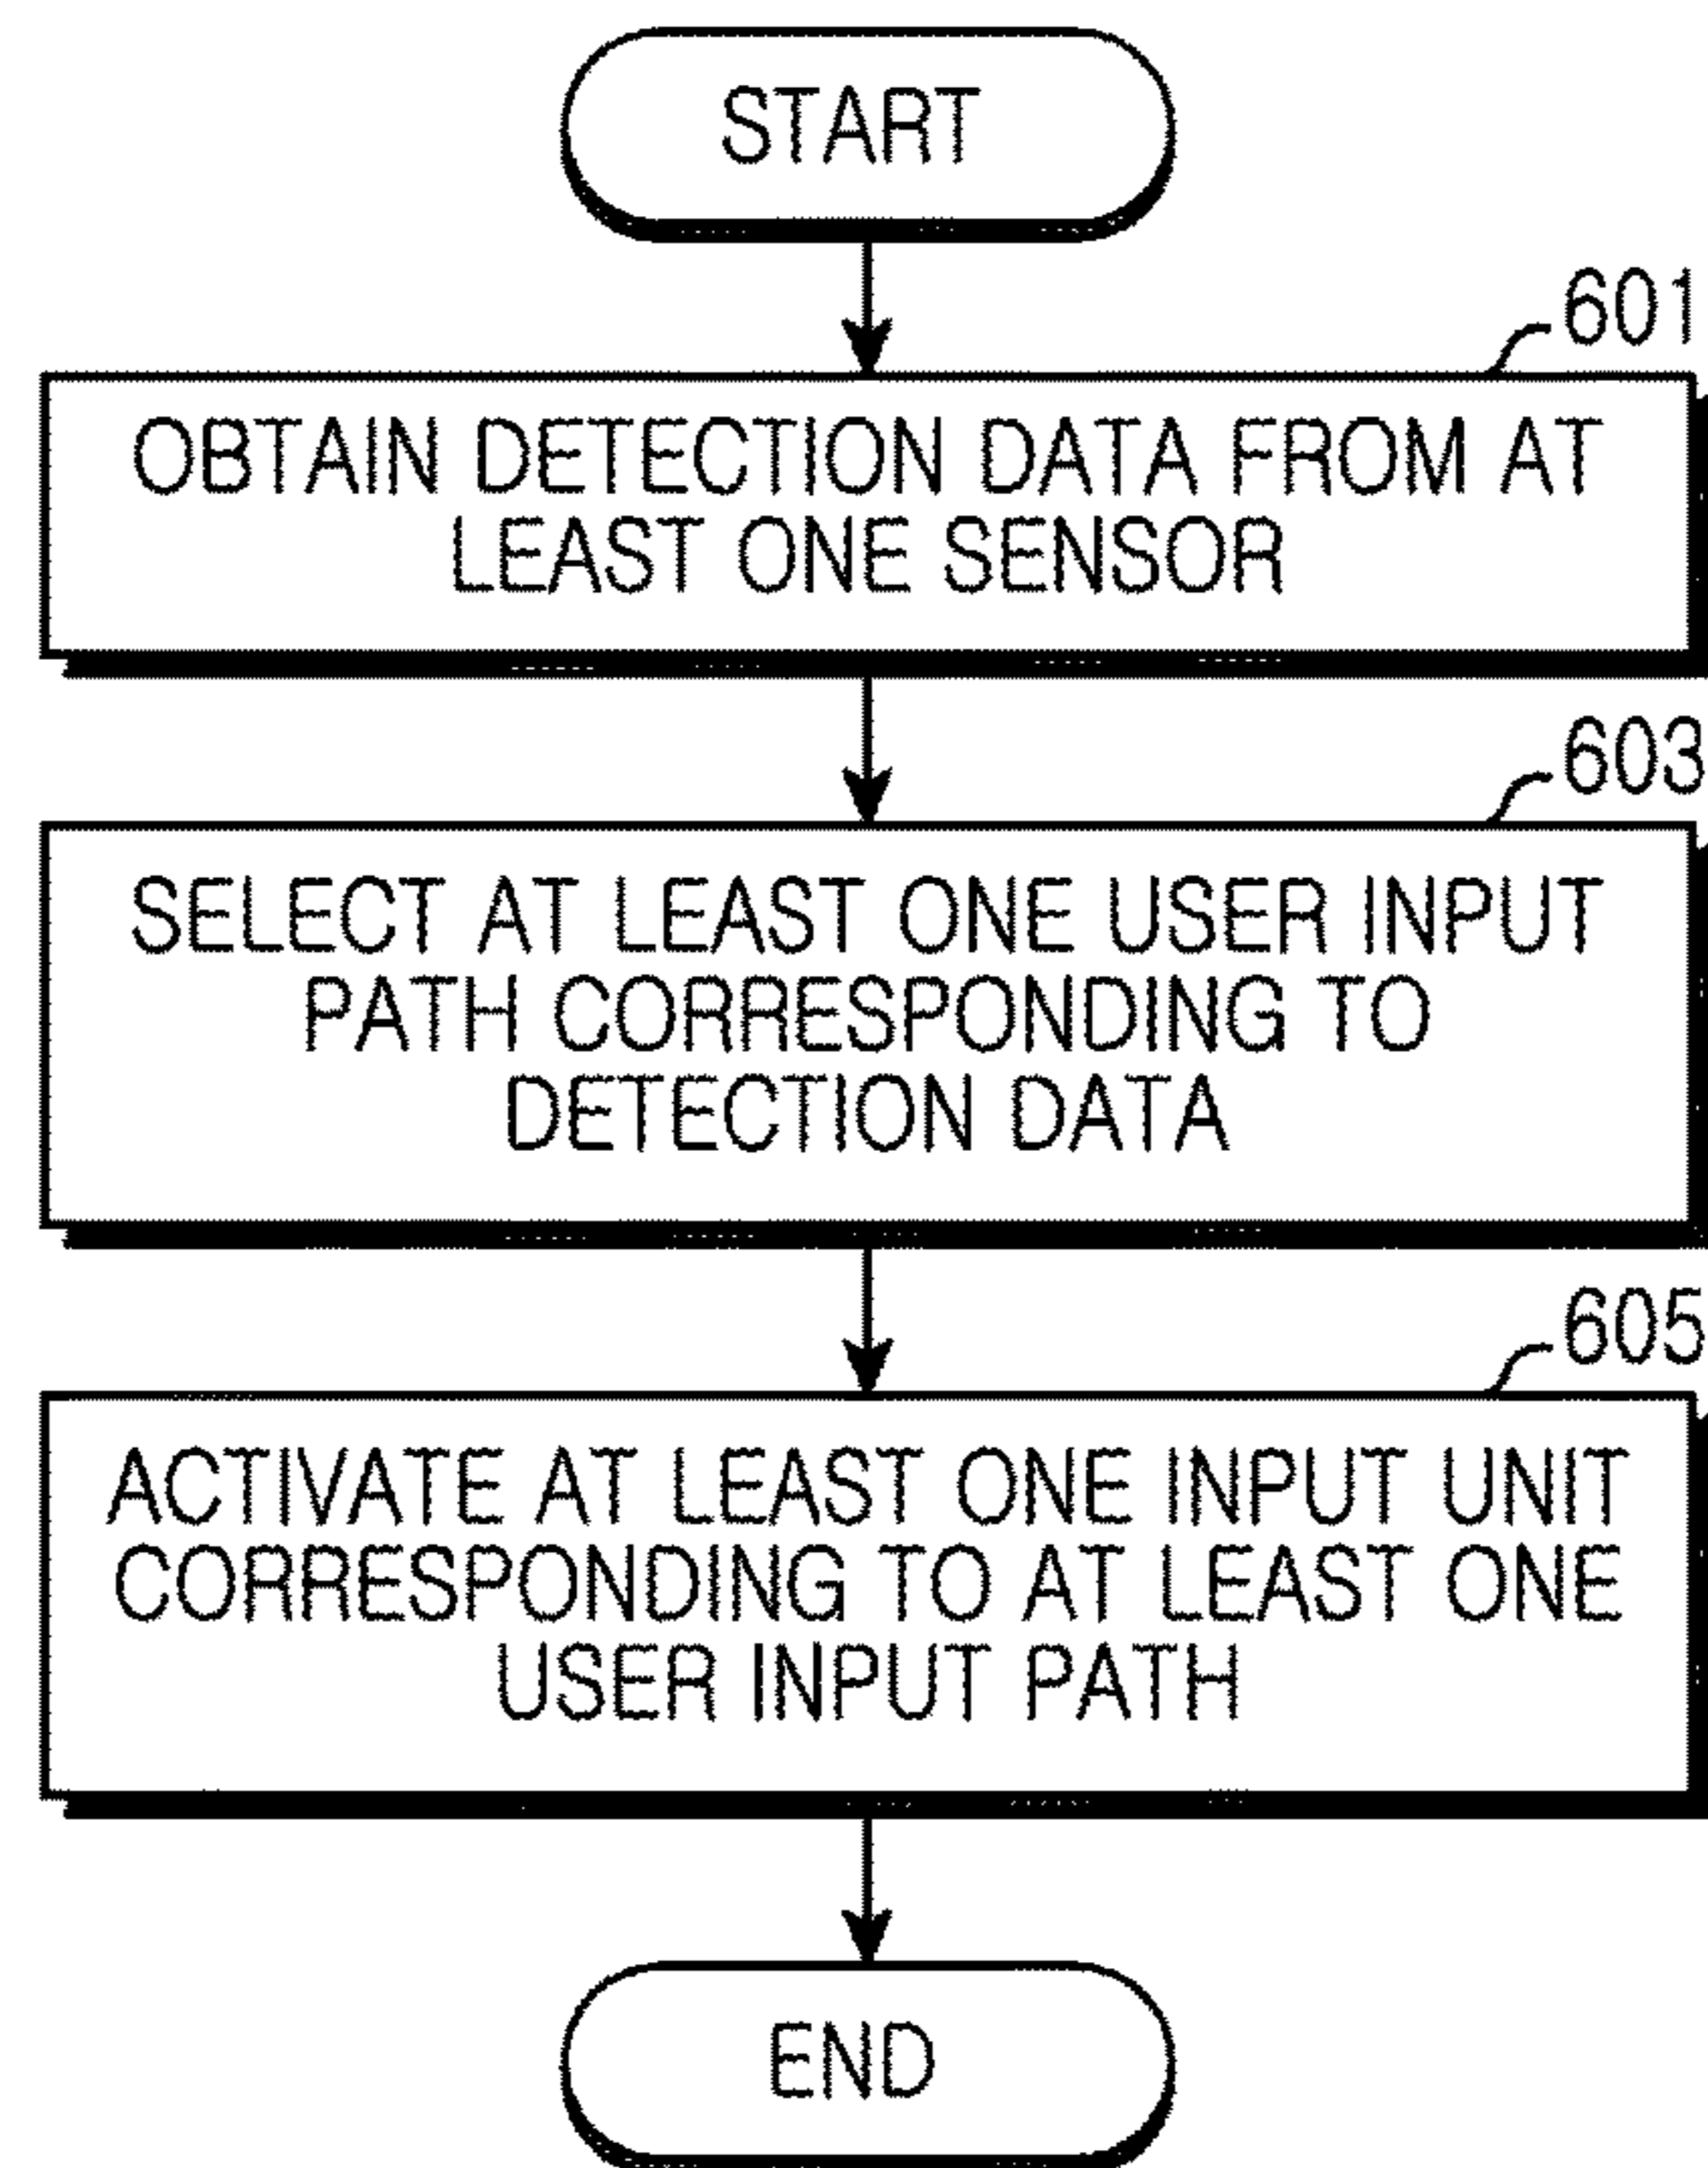 START
601
OBTAIN DETECTION DATA FROM AT
LEAST ONE SENSOR
603
SELECT AT LEAST ONE USER INPUT
PATH CORRESPONDING TO
DETECTION DATA
605
ACTIVATE AT LEAST ONE INPUT UNIT
CORRESPONDING TO AT LEAST ONE
USER INPUT PATH
END